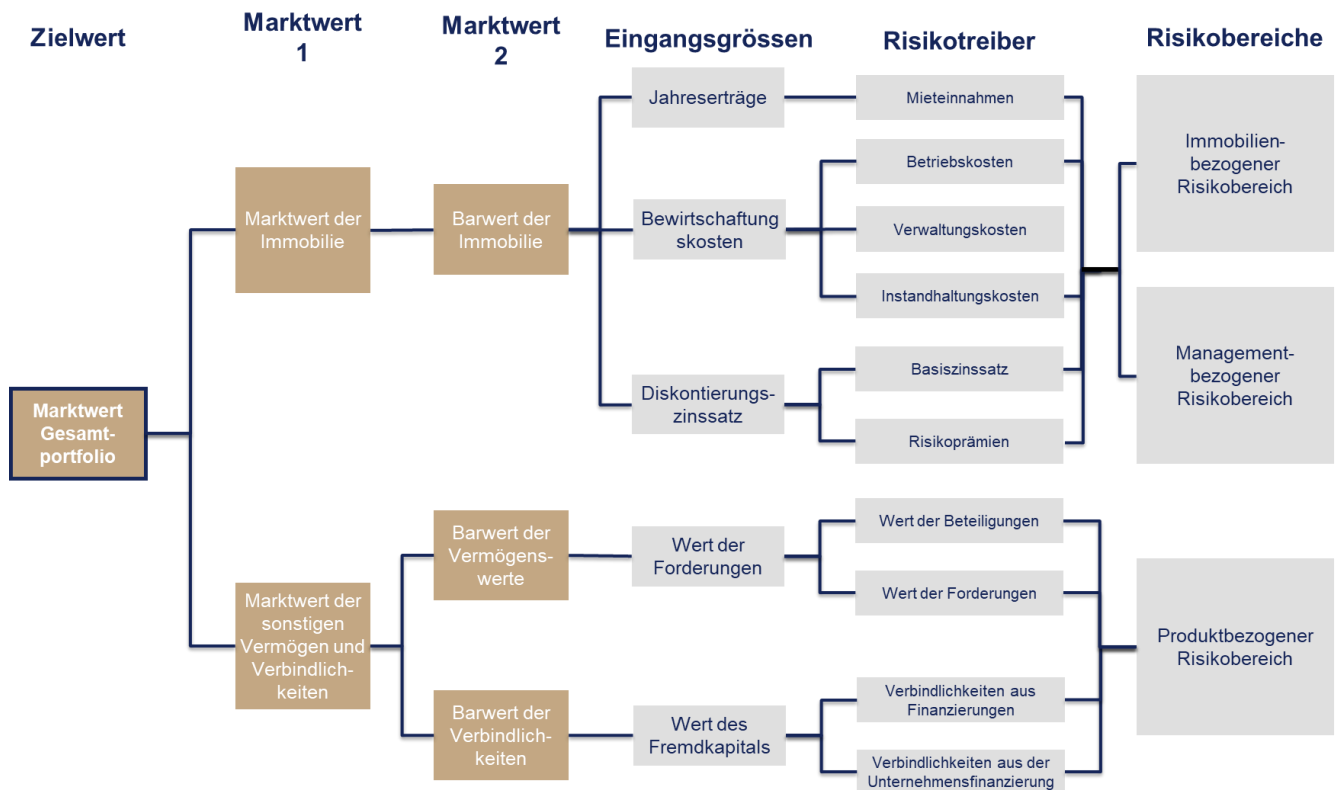 Zielwert
Marktwert
1
Marktwert
2
Eingangsgrössen
Risikotreiber
Risikobereiche
Marktwert
Gesamt-
portfolio
Marktwert der
Immobilie
Marktwert der
sonstigen
Vermögen und
Verbindlich-
keiten
Barwert der
Immobilie
Barwert der
Vermögens-
werte
Barwert der
Verbindlich-
keiten
Jahreserträge
Bewirtschaftung
skosten
Diskontierungs-
zinssatz
Wert der
Forderungen
Wert des
Fremdkapitals
Mieteinnahmen
Betriebskosten
Verwaltungskosten
Instandhaltungskosten
Basiszinssatz
Risikoprämien
Wert der Beteiligungen
Wert der Forderungen
Verbindlichkeiten aus
Finanzierungen
Verbindlichkeiten aus der
Unternehmensfinanzierung
Immobilien-
bezogener
Risikobereich
Management-
bezogener
Risikobereich
Produktbezogener
Risikobereich